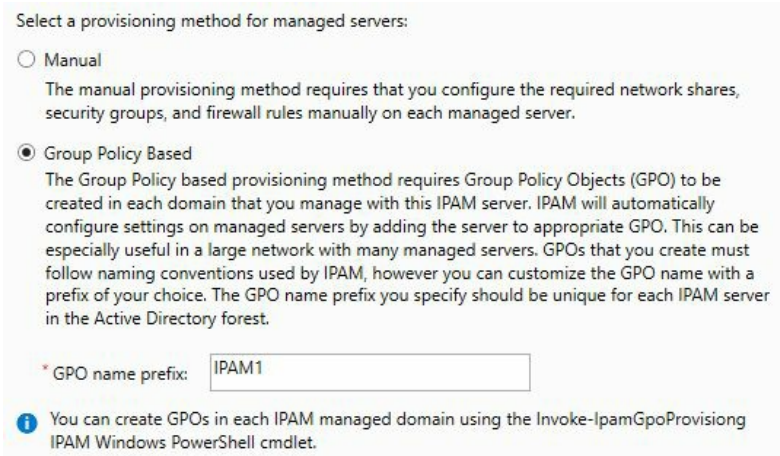 Select a provisioning method for managed servers:
Manual
The manual provisioning method requires that you configure the required network shares,
security groups, and firewall rules manually on each managed server.
Group Policy Based
The Group Policy based provisioning method requires Group Policy Objects (GPO) to be
created in each domain that you manage with this IPAM server. IPAM will automatically
configure settings on managed servers by adding the server to appropriate GPO. This can be
especially useful in a large network with many managed servers. GPOs that you create must
follow naming conventions used by IPAM, however you can customize the GPO name with a
prefix of your choice. The GPO name prefix you specify should be unique for each IPAM server
in the Active Directory forest.
* GPO name prefix: IPAM1
You can create GPOs in each IPAM managed domain using the Invoke-IpamGpoProvisiong
IPAM Windows PowerShell cmdlet.